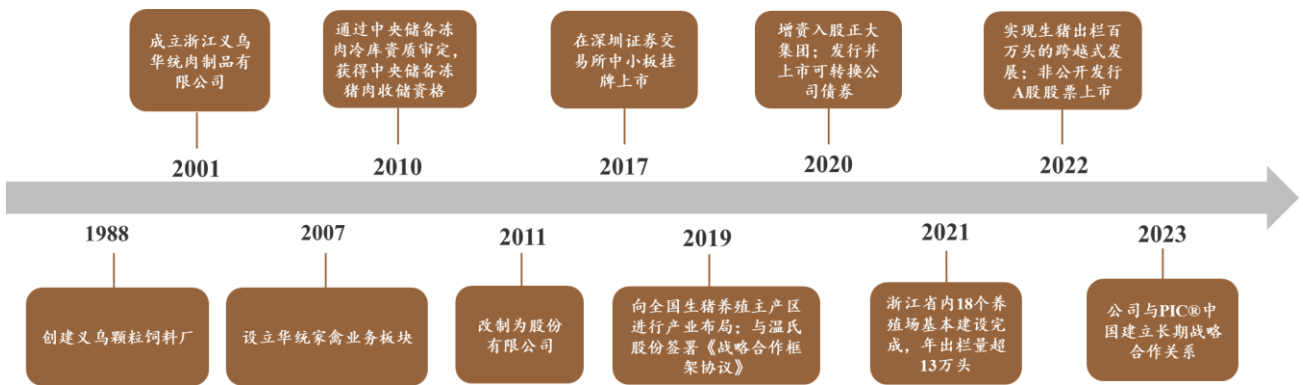 成立浙江义乌
华统肉制品有
限公司
通过中央储备冻
肉冷库资质审定，
获得中央储备冻
猪肉收储资格
在深圳证券交
易所中小板挂
牌上市
增资入股正大
集团；发行并
上市可转换公
司债券
实现生猪出栏百
万头的跨越式发
展；非公开发行
A股股票上市
2001
2010
2017
2020
2022
1988
2007
2011
2019
2021
2023
创建义乌颗粒饲料厂
设立华统家禽业务板块
改制为股份
有限公司
向全国生猪养殖主产区
进行产业布局；与温氏
股份签署《战略合作框
架协议》
浙江省内18个养
殖场基本建设完
成，年出栏量超
13万头
公司与PIC®中
国建立长期战略
合作关系